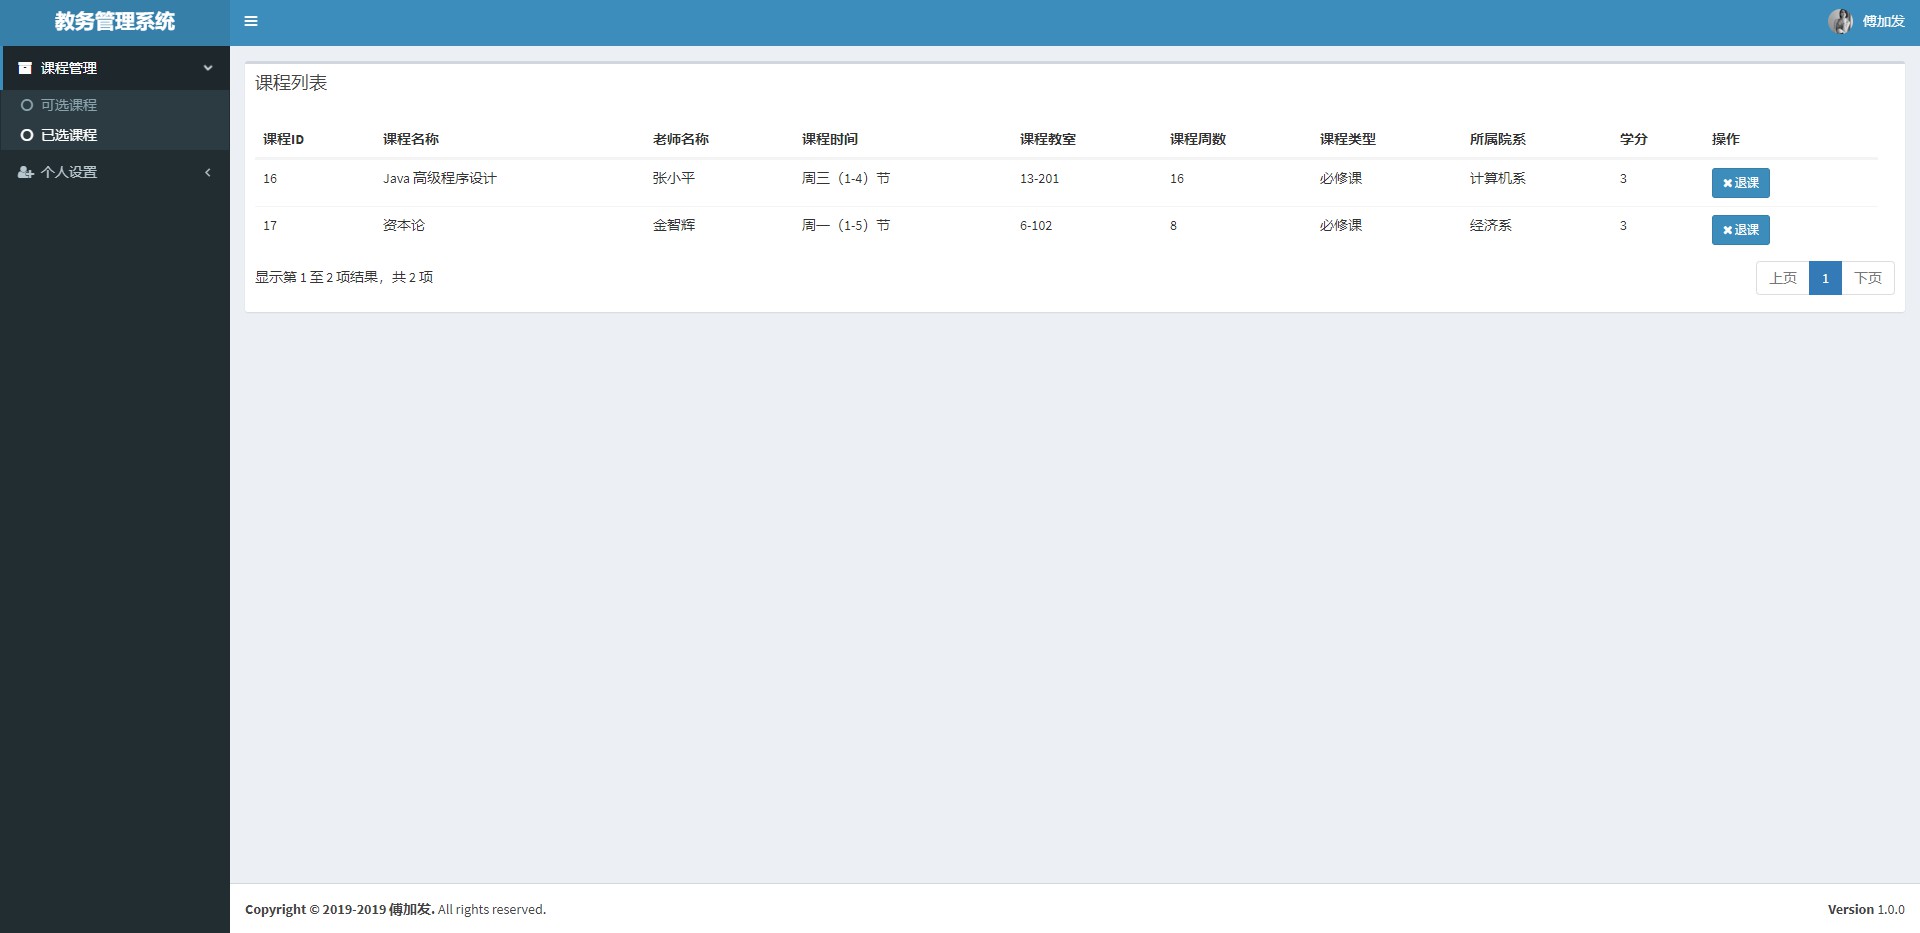 教务管理系统
傅加发
课程管理
可选课程
已选课程
个人设置
课程列表
课程ID 课程名称 老师名称 课程时间 课程教室 课程周数 课程类型 所属院系 学分 操作
16 Java 高级程序设计 张小平 周三（1-4）节 13-201 16 必修课 计算机系 3 退课
17 资本论 金智辉 周一（1-5）节 6-102 8 必修课 经济系 3 退课
显示第 1 至 2 项结果，共 2 项
上页 1 下页
Copyright © 2019-2019 傅加发. All rights reserved.
Version 1.0.0